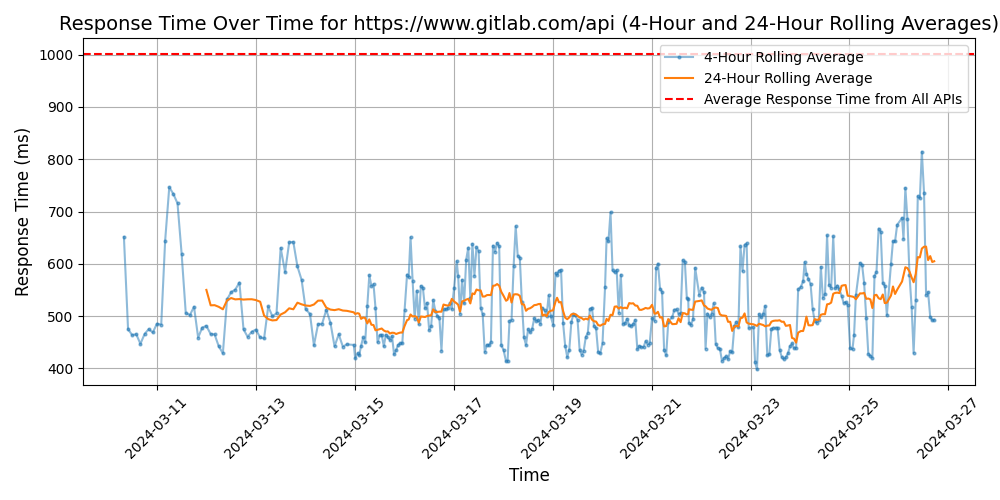 Response Time Over Time for https://www.gitlab.com/api (4-Hour and 24-Hour Rolling Averages)
4-Hour Rolling Average
24-Hour Rolling Average
Average Response Time from All APIs
Response Time (ms)
1000
900
800
700
600
500
400
2024-03-11
2024-03-13
2024-03-15
2024-03-17
2024-03-19
2024-03-21
2024-03-23
2024-03-25
2024-03-27
Time